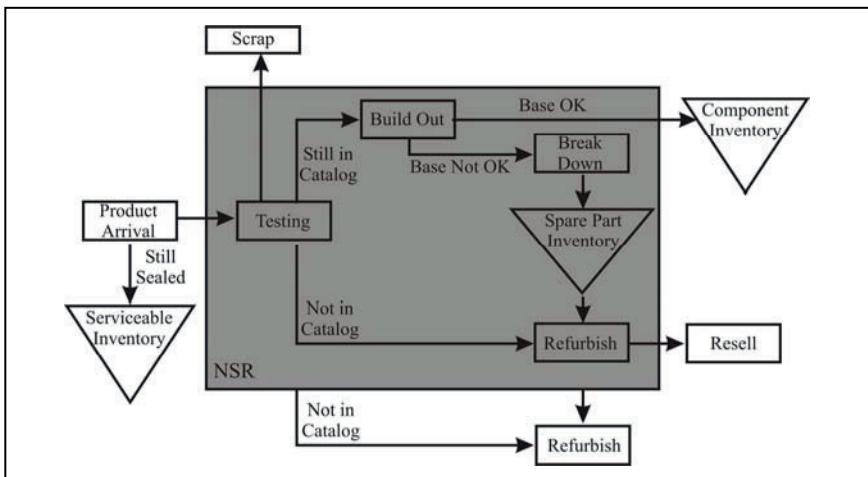 Scrap
Build Out
Base OK
Component
Inventory
Still in
Catalog
Base Not OK
Break
Down
Product
Arrival
Testing
Spare Part
Inventory
Still
Sealed
Serviceable
Inventory
Not in
Catalog
Refurbish
Resell
NSR
Not in
Catalog
Refurbish